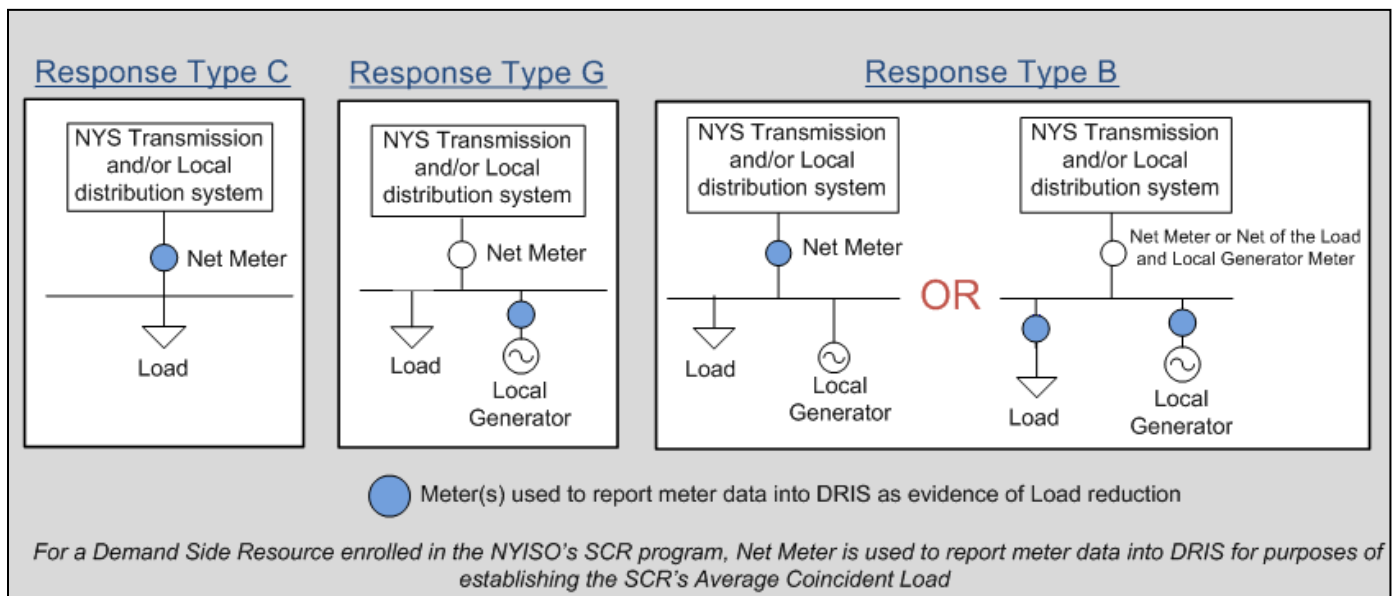 Response Type C
NYS Transmission
and/or Local
distribution system
Net Meter
Load
Response Type G
NYS Transmission
and/or Local
distribution system
Net Meter
Load
Local
Generator
Response Type B
NYS Transmission
and/or Local
distribution system
Net Meter
Load
Local
Generator
OR
NYS Transmission
and/or Local
distribution system
Net Meter or Net of the Load
and Local Generator Meter
Load
Local
Generator
Meter(s) used to report meter data into DRIS as evidence of Load reduction
For a Demand Side Resource enrolled in the NYISO's SCR program, Net Meter is used to report meter data into DRIS for purposes of
establishing the SCR's Average Coincident Load